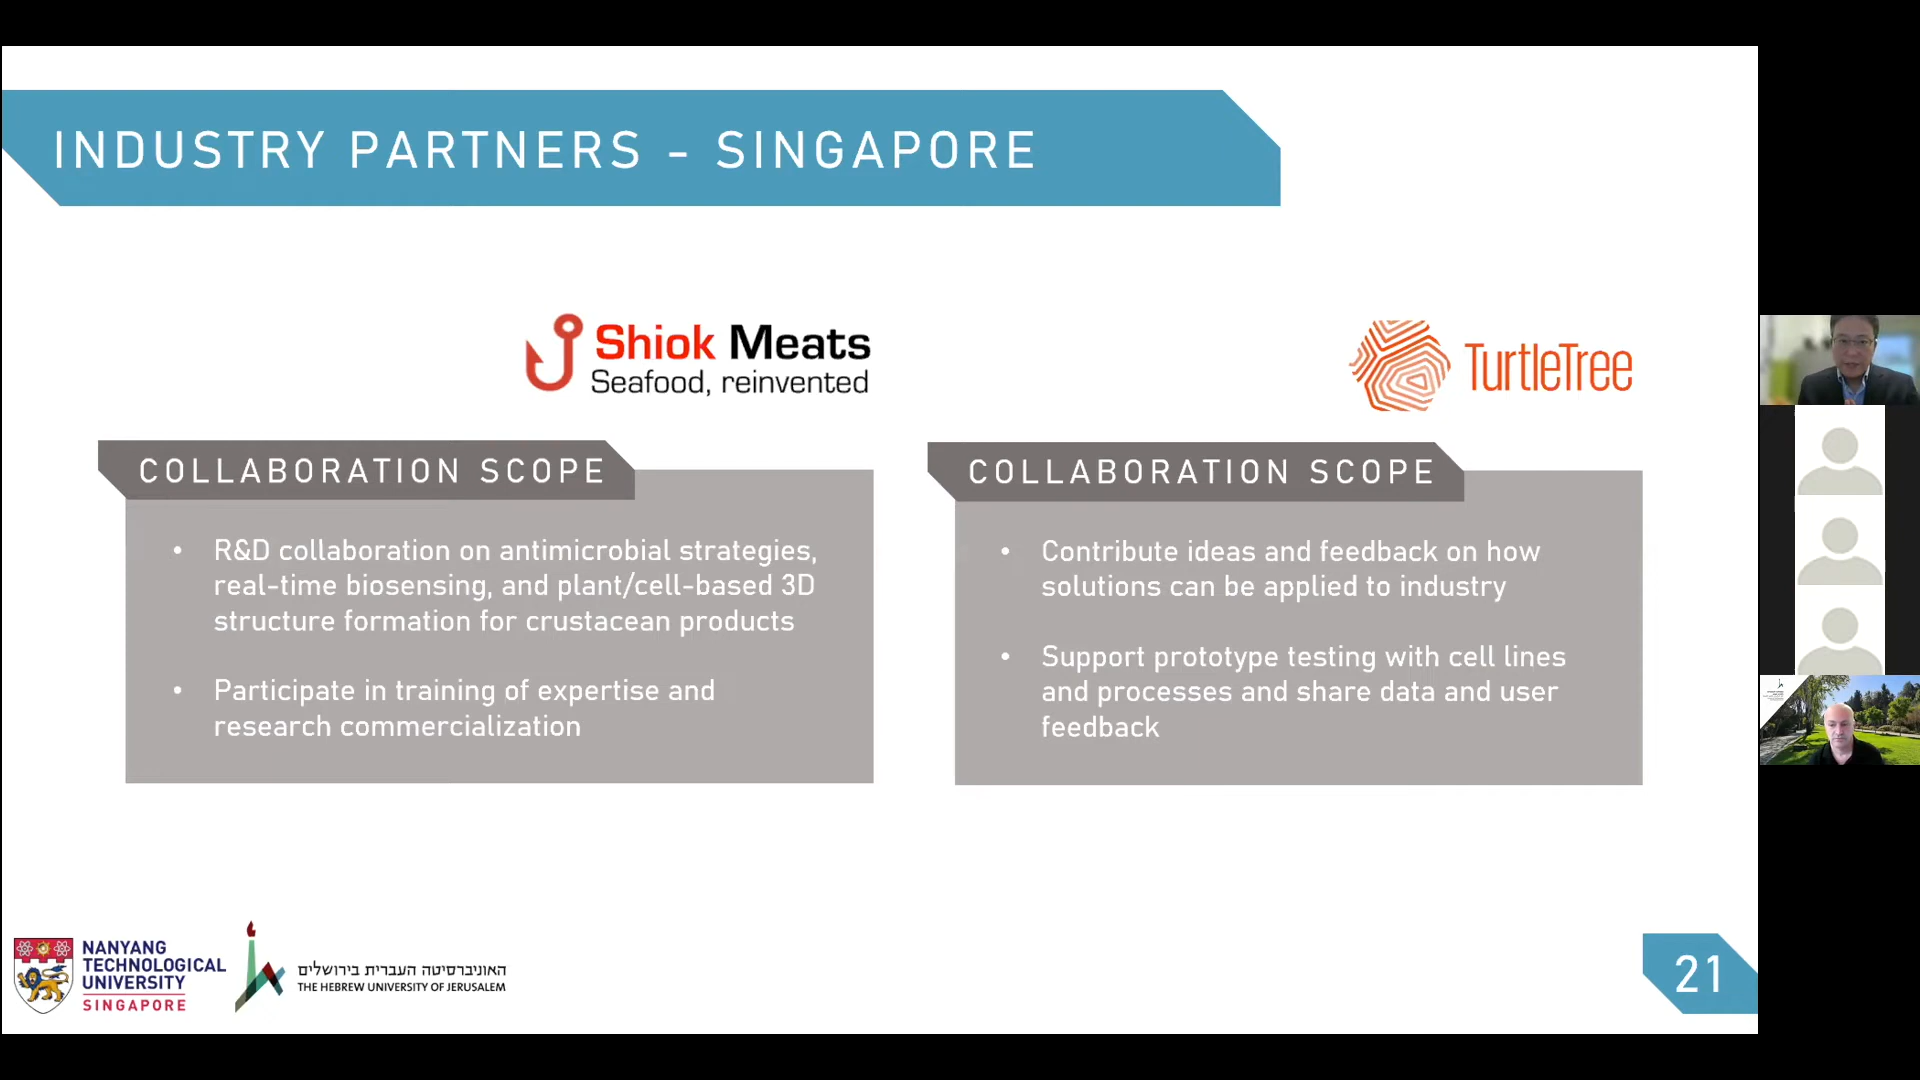 INDUSTRY PARTNERS - SINGAPORE
Shiok Meats
Seafood, reinvented
COLLABORATION SCOPE
• R&D collaboration on antimicrobial strategies,
real-time biosensing, and plant/cell-based 3D
structure formation for crustacean products
• Participate in training of expertise and
research commercialization
TurtleTree
COLLABORATION SCOPE
• Contribute ideas and feedback on how
solutions can be applied to industry
• Support prototype testing with cell lines
and processes and share data and user
feedback
NANYANG
TECHNOLOGICAL
UNIVERSITY
SINGAPORE
האוניברסיטה העברית בירושלים
THE HEBREW UNIVERSITY OF JERUSALEM
21